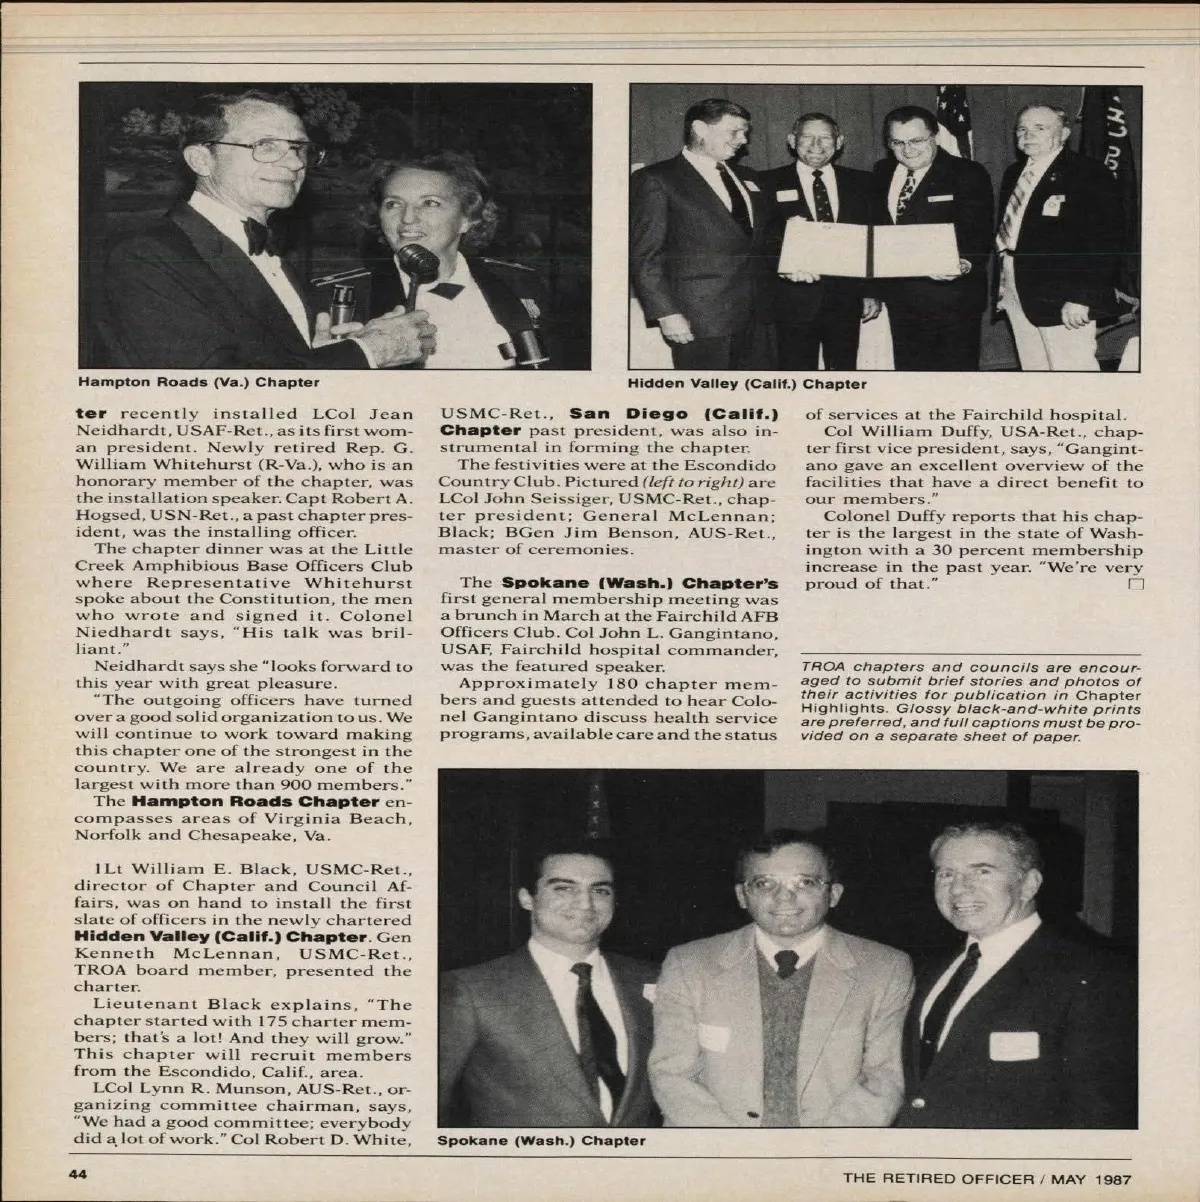 Hampton Roads (Va.) Chapter
Hidden Valley (Calif.) Chapter
ter recently installed LCol Jean
Neidhardt, USAF-Ret., as its first wom-
an president. Newly retired Rep. G.
William Whitehurst (R-Va.), who is an
honorary member of the chapter, was
the installation speaker. Capt Robert A.
Hogsed, USN-Ret., a past chapter pres-
ident, was the installing officer.
The chapter dinner was at the Little
Creek Amphibious Base Officers Club
where Representative Whitehurst
spoke about the Constitution, the men
who wrote and signed it. Colonel
Niedhardt says, “His talk was bril-
liant.”
Neidhardt says she “looks forward to
this year with great pleasure.
“The outgoing officers have turned
over a good solid organization to us. We
will continue to work toward making
this chapter one of the strongest in the
country. We are already one of the
largest with more than 900 members.”
The Hampton Roads Chapter en-
compasses areas of Virginia Beach,
Norfolk and Chesapeake, Va.
1Lt William E. Black, USMC-Ret.,
director of Chapter and Council Af-
fairs, was on hand to install the first
slate of officers in the newly chartered
Hidden Valley (Calif.) Chapter. Gen
Kenneth McLennan, USMC-Ret.,
TROA board member, presented the
charter.
Lieutenant Black explains, “The
chapter started with 175 charter mem-
bers; that's a lot! And they will grow.”
This chapter will recruit members
from the Escondido, Calif., area.
LCol Lynn R. Munson, AUS-Ret., or-
ganizing committee chairman, says,
“We had a good committee; everybody
did a lot of work.” Col Robert D. White,
USMC-Ret., San Diego (Calif.)
Chapter past president, was also in-
strumental in forming the chapter.
The festivities were at the Escondido
Country Club. Pictured (left to right) are
LCol John Seissiger, USMC-Ret., chap-
ter president; General McLennan;
Black; BGen Jim Benson, AUS-Ret.,
master of ceremonies.
The Spokane (Wash.) Chapter's
first general membership meeting was
a brunch in March at the Fairchild AFB
Officers Club. Col John L. Gangintano,
USAF, Fairchild hospital commander,
was the featured speaker.
Approximately 180 chapter mem-
bers and guests attended to hear Colo-
nel Gangintano discuss health service
programs, available care and the status
of services at the Fairchild hospital.
Col William Duffy, USA-Ret., chap-
ter first vice president, says, “Gangint-
ano gave an excellent overview of the
facilities that have a direct benefit to
our members.”
Colonel Duffy reports that his chap-
ter is the largest in the state of Wash-
ington with a 30 percent membership
increase in the past year. “We're very
proud of that.” □
TROA chapters and councils are encour-
aged to submit brief stories and photos of
their activities for publication in Chapter
Highlights. Glossy black-and-white prints
are preferred, and full captions must be pro-
vided on a separate sheet of paper.
Spokane (Wash.) Chapter
44
THE RETIRED OFFICER / MAY 1987